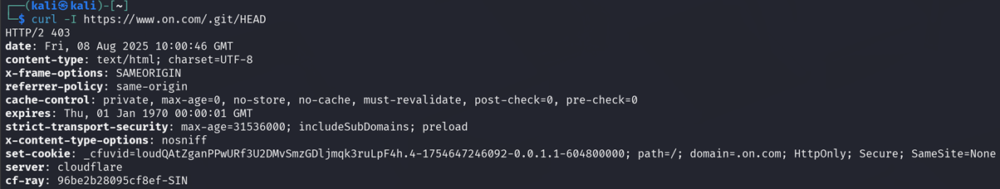 ┌──(kali㉿kali)-[~]
└─$ curl -I https://www.on.com/.git/HEAD
HTTP/2 403
date: Fri, 08 Aug 2025 10:00:46 GMT
content-type: text/html; charset=UTF-8
x-frame-options: SAMEORIGIN
referrer-policy: same-origin
cache-control: private, max-age=0, no-store, no-cache, must-revalidate, post-check=0, pre-check=0
expires: Thu, 01 Jan 1970 00:00:01 GMT
strict-transport-security: max-age=31536000; includeSubDomains; preload
x-content-type-options: nosniff
set-cookie: _cfuvid=loudQAtZganPPwURf3U2DMvSmzGDljmqk3ruLpF4h.4-1754647246092-0.0.1.1-604800000; path=/; domain=.on.com; HttpOnly; Secure; SameSite=None
server: cloudflare
cf-ray: 96be2b28095cf8ef-SIN